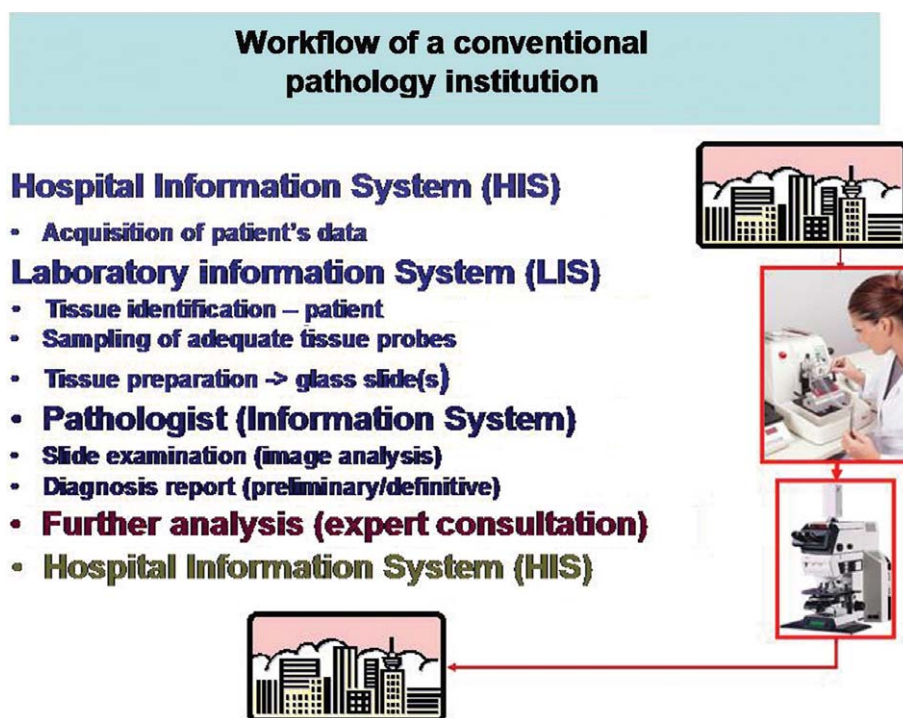 Workflow of a conventional
pathology institution
Hospital Information System (HIS)
• Acquisition of patient's data
Laboratory information System (LIS)
• Tissue identification – patient
• Sampling of adequate tissue probes
• Tissue preparation -> glass slide(s)
• Pathologist (Information System)
• Slide examination (image analysis)
• Diagnosis report (preliminary/definitive)
• Further analysis (expert consultation)
• Hospital Information System (HIS)